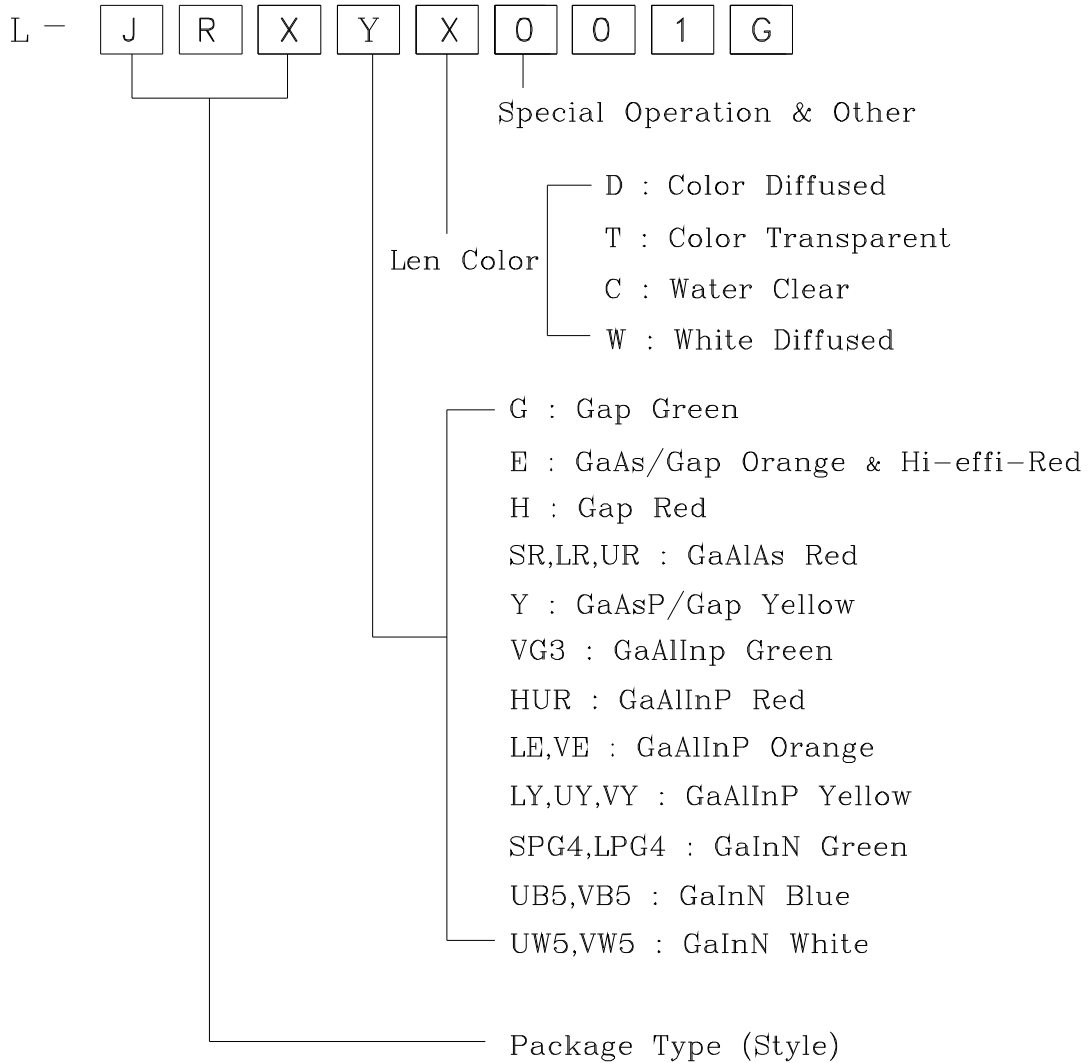 L- J R X Y X 0 0 1 G
Special Operation & Other
D : Color Diffused
T : Color Transparent
Len Color
C : Water Clear
W : White Diffused
G : Gap Green
E : GaAs/Gap Orange & Hi-effi-Red
H : Gap Red
SR,LR,UR : GaAlAs Red
Y : GaAsP/Gap Yellow
VG3 : GaAlInp Green
HUR : GaAlInP Red
LE,VE : GaAlInP Orange
LY,UY,VY : GaAlInP Yellow
SPG4,LPG4 : GaInN Green
UB5,VB5 : GaInN Blue
UW5,VW5 : GaInN White
Package Type (Style)